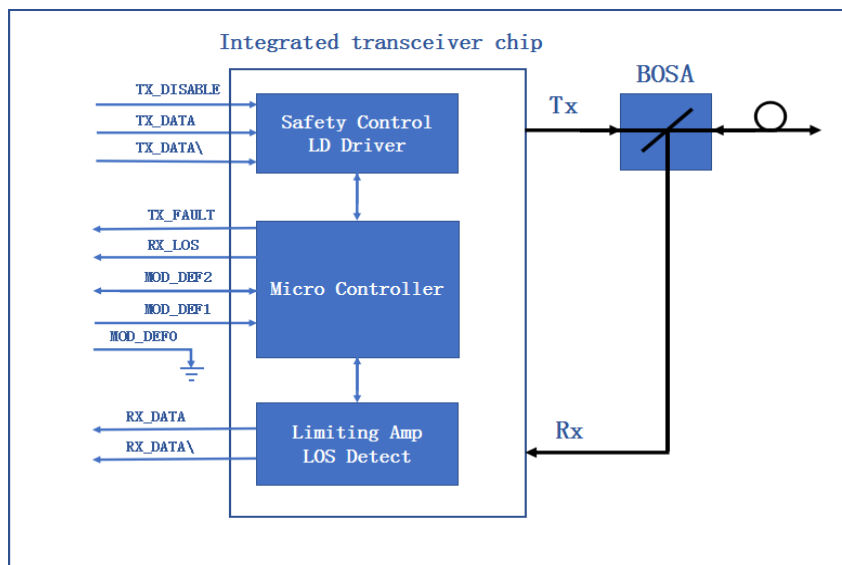 Integrated transceiver chip
BOSA
TX_DISABLE
TX_DATA
TX_DATA\
Safety Control
LD Driver
Tx
TX_FAULT
RX_LOS
MOD_DEF2
MOD_DEF1
MOD_DEF0
Micro Controller
RX_DATA
RX_DATA\
Limiting Amp
LOS Detect
Rx